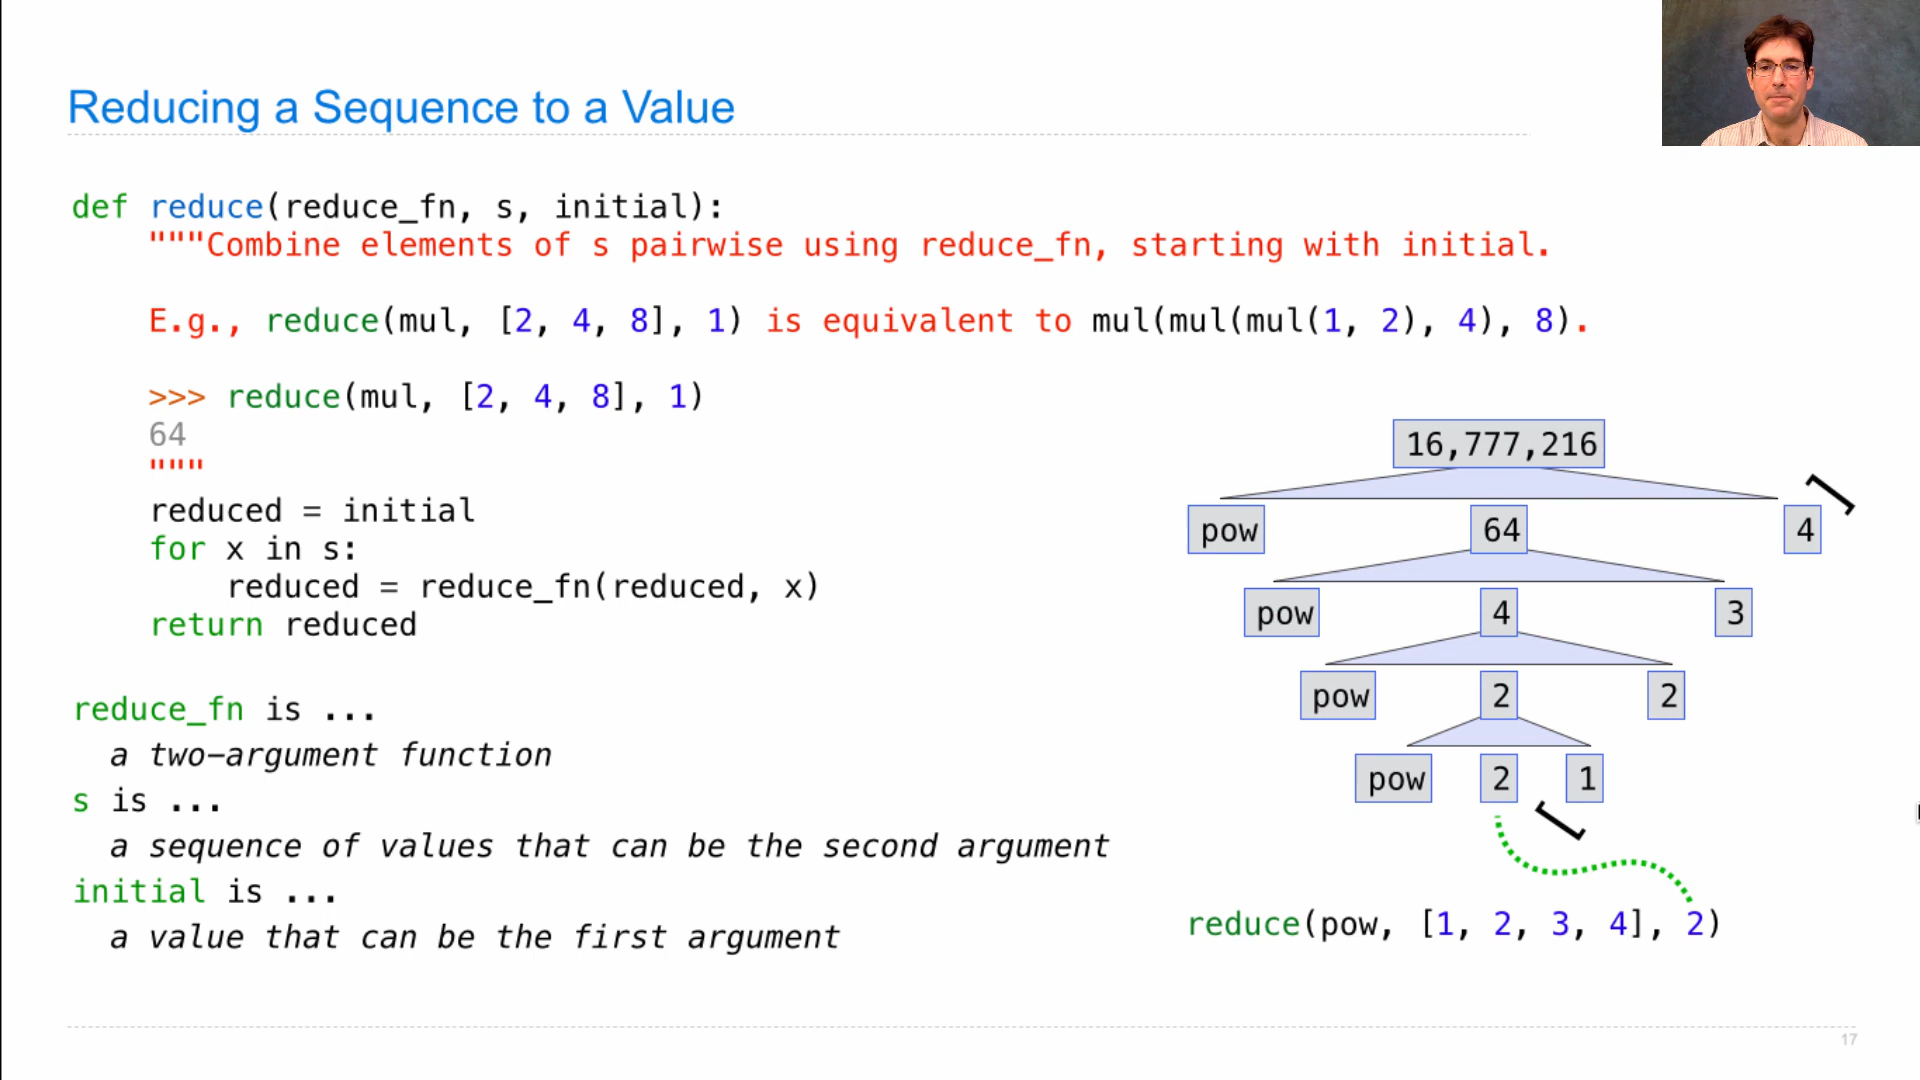 Reducing a Sequence to a Value
def reduce(reduce_fn, s, initial):
"""Combine elements of s pairwise using reduce_fn, starting with initial.
E.g., reduce(mul, [2, 4, 8], 1) is equivalent to mul(mul(mul(1, 2), 4), 8).
>>> reduce(mul, [2, 4, 8], 1)
64
"""
reduced = initial
for x in s:
reduced = reduce_fn(reduced, x)
return reduced
reduce_fn is ...
a two-argument function
s is ...
a sequence of values that can be the second argument
initial is ...
a value that can be the first argument
16,777,216
pow 64 4 ]
pow 4 3
pow 2 2
pow 2 1
[
reduce(pow, [1, 2, 3, 4], 2)
17